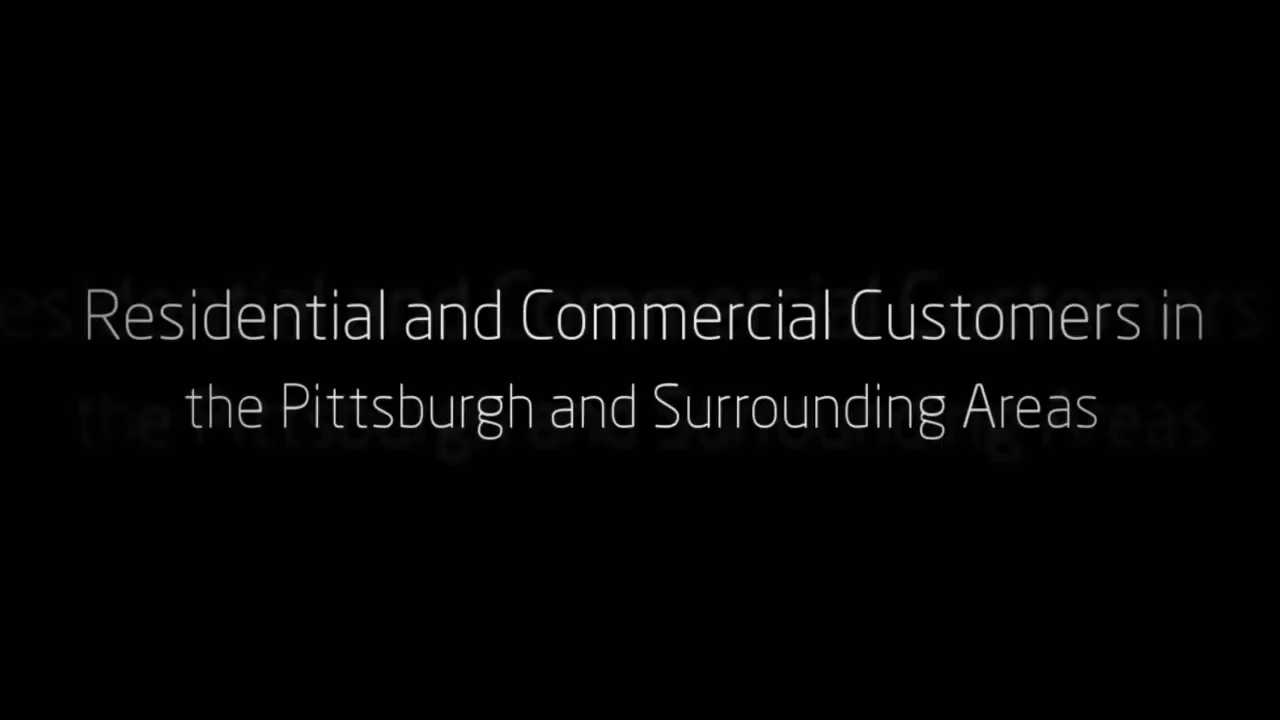 Residential and Commercial Customers in
the Pittsburgh and Surrounding Areas